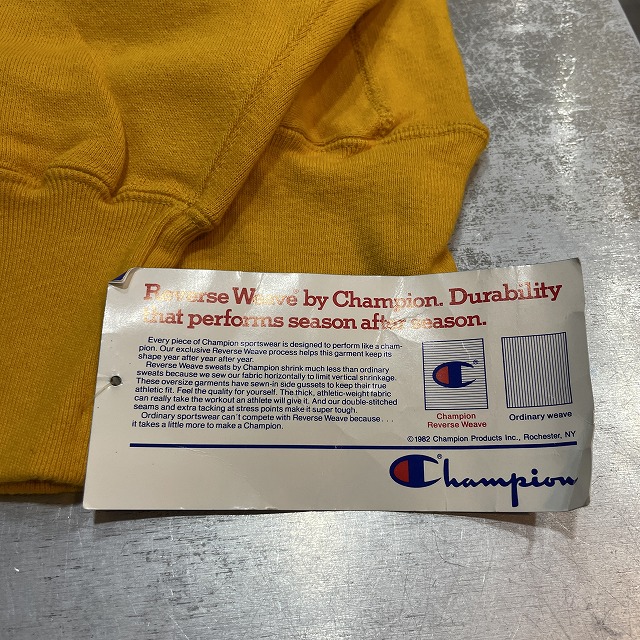 Reverse Weave® by Champion. Durability
that performs season after season.
Every piece of Champion sportswear is designed to perform like a cham-
pion. Our exclusive Reverse Weave process helps this garment keep its
shape year after year after year.
Reverse Weave sweats by Champion shrink much less than ordinary
sweats because we sew our fabric horizontally to limit vertical shrinkage.
These oversize garments have sewn-in side gussets to keep their true
athletic fit. Feel the quality for yourself. The thick, athletic-weight fabric
can really take the workout an athlete will give it. And our double-stitched
seams and extra tacking at stress points make it super tough.
Ordinary sportswear can't compete with Reverse Weave because . . .
it takes a little more to make a Champion.
Champion
Reverse Weave
Ordinary weave
©1982 Champion Products Inc., Rochester, NY
Champion